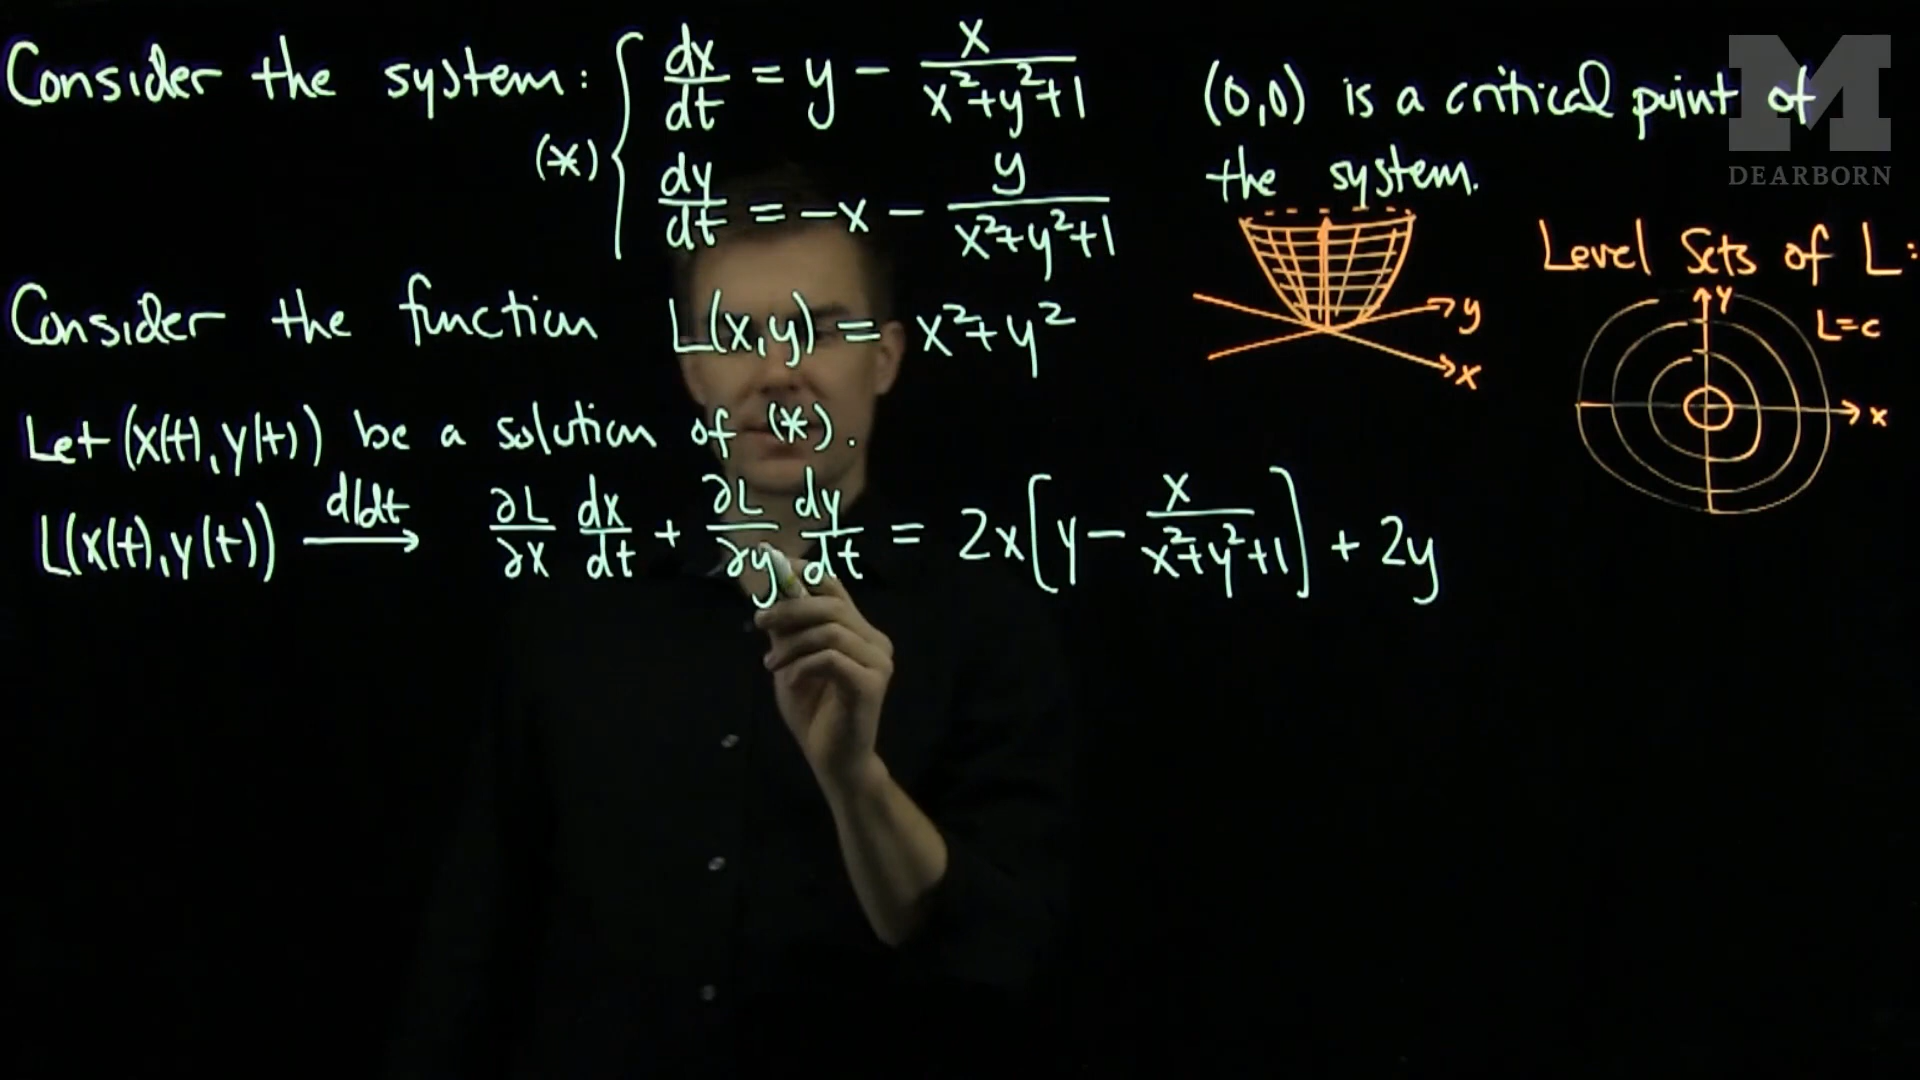 Consider the system: (*) { dx/dt = y - x/(x²+y²+1)
dy/dt = -x - y/(x²+y²+1)
(0,0) is a critical point of
the system.
M
DEARBORN
y
x
Level Sets of L:
y
L=c
x
Consider the function L(x,y) = x²+y²
Let (x(t),y(t)) be a solution of (*).
L(x(t),y(t)) d/dt → ∂L/∂x dx/dt + ∂L/∂y dy/dt = 2x[y - x/(x²+y²+1)] + 2y